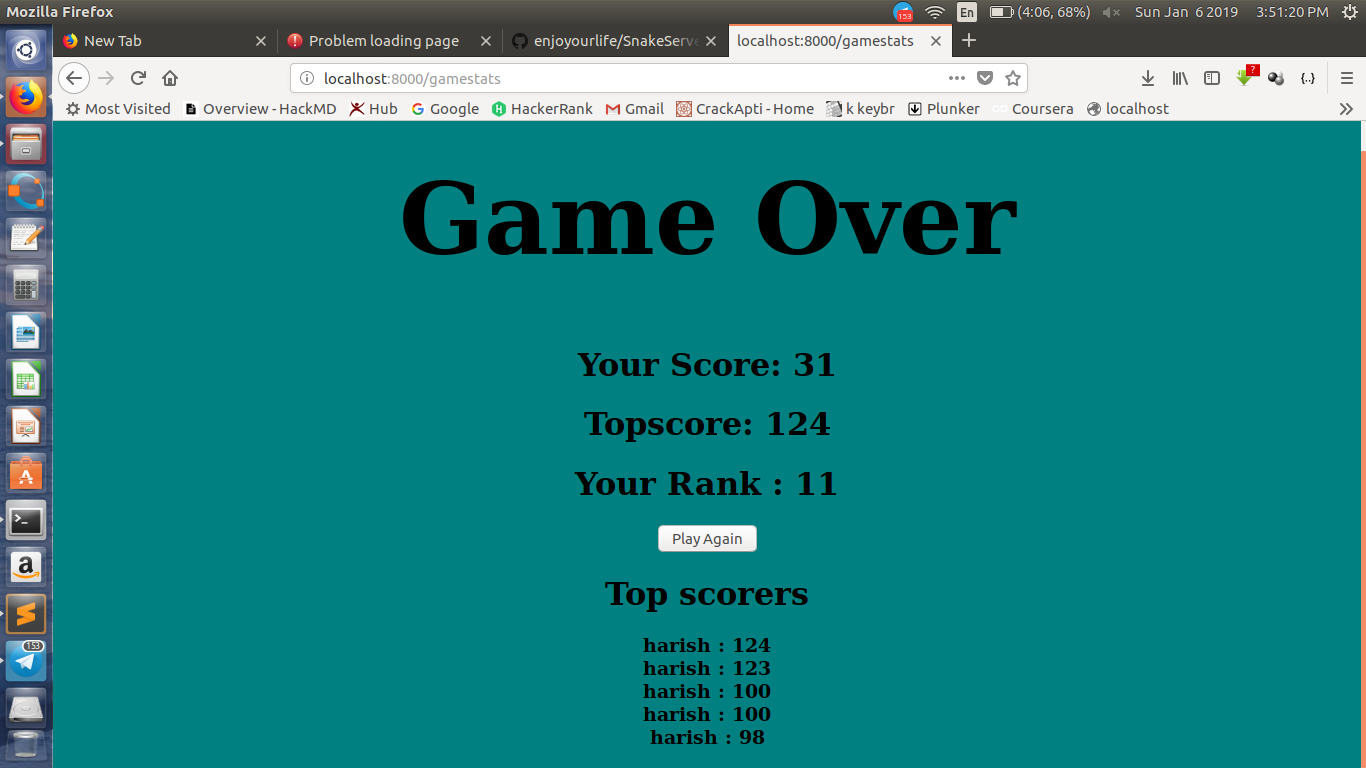 Mozilla Firefox
153
En
(4:06, 68%)
Sun Jan 6 2019
3:51:20 PM
New Tab
Problem loading page
enjoyourlife/SnakeServe
localhost:8000/gamestats
localhost:8000/gamestats
?
{..}
Most Visited
Overview - HackMD
Hub
Google
HackerRank
Gmail
CrackApti - Home
k keybr
Plunker
Coursera
localhost
Game Over
Your Score: 31
Topscore: 124
Your Rank : 11
Play Again
Top scorers
harish : 124
harish : 123
harish : 100
harish : 100
harish : 98
153